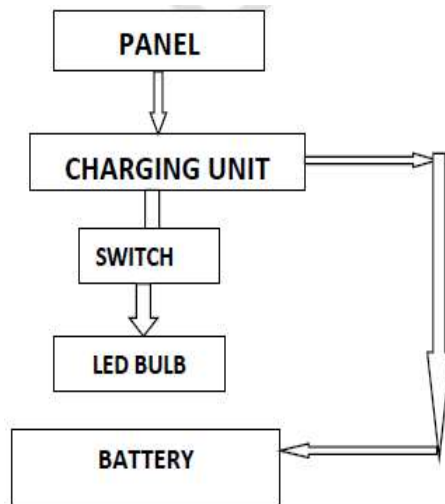 PANEL
CHARGING UNIT
SWITCH
LED BULB
BATTERY